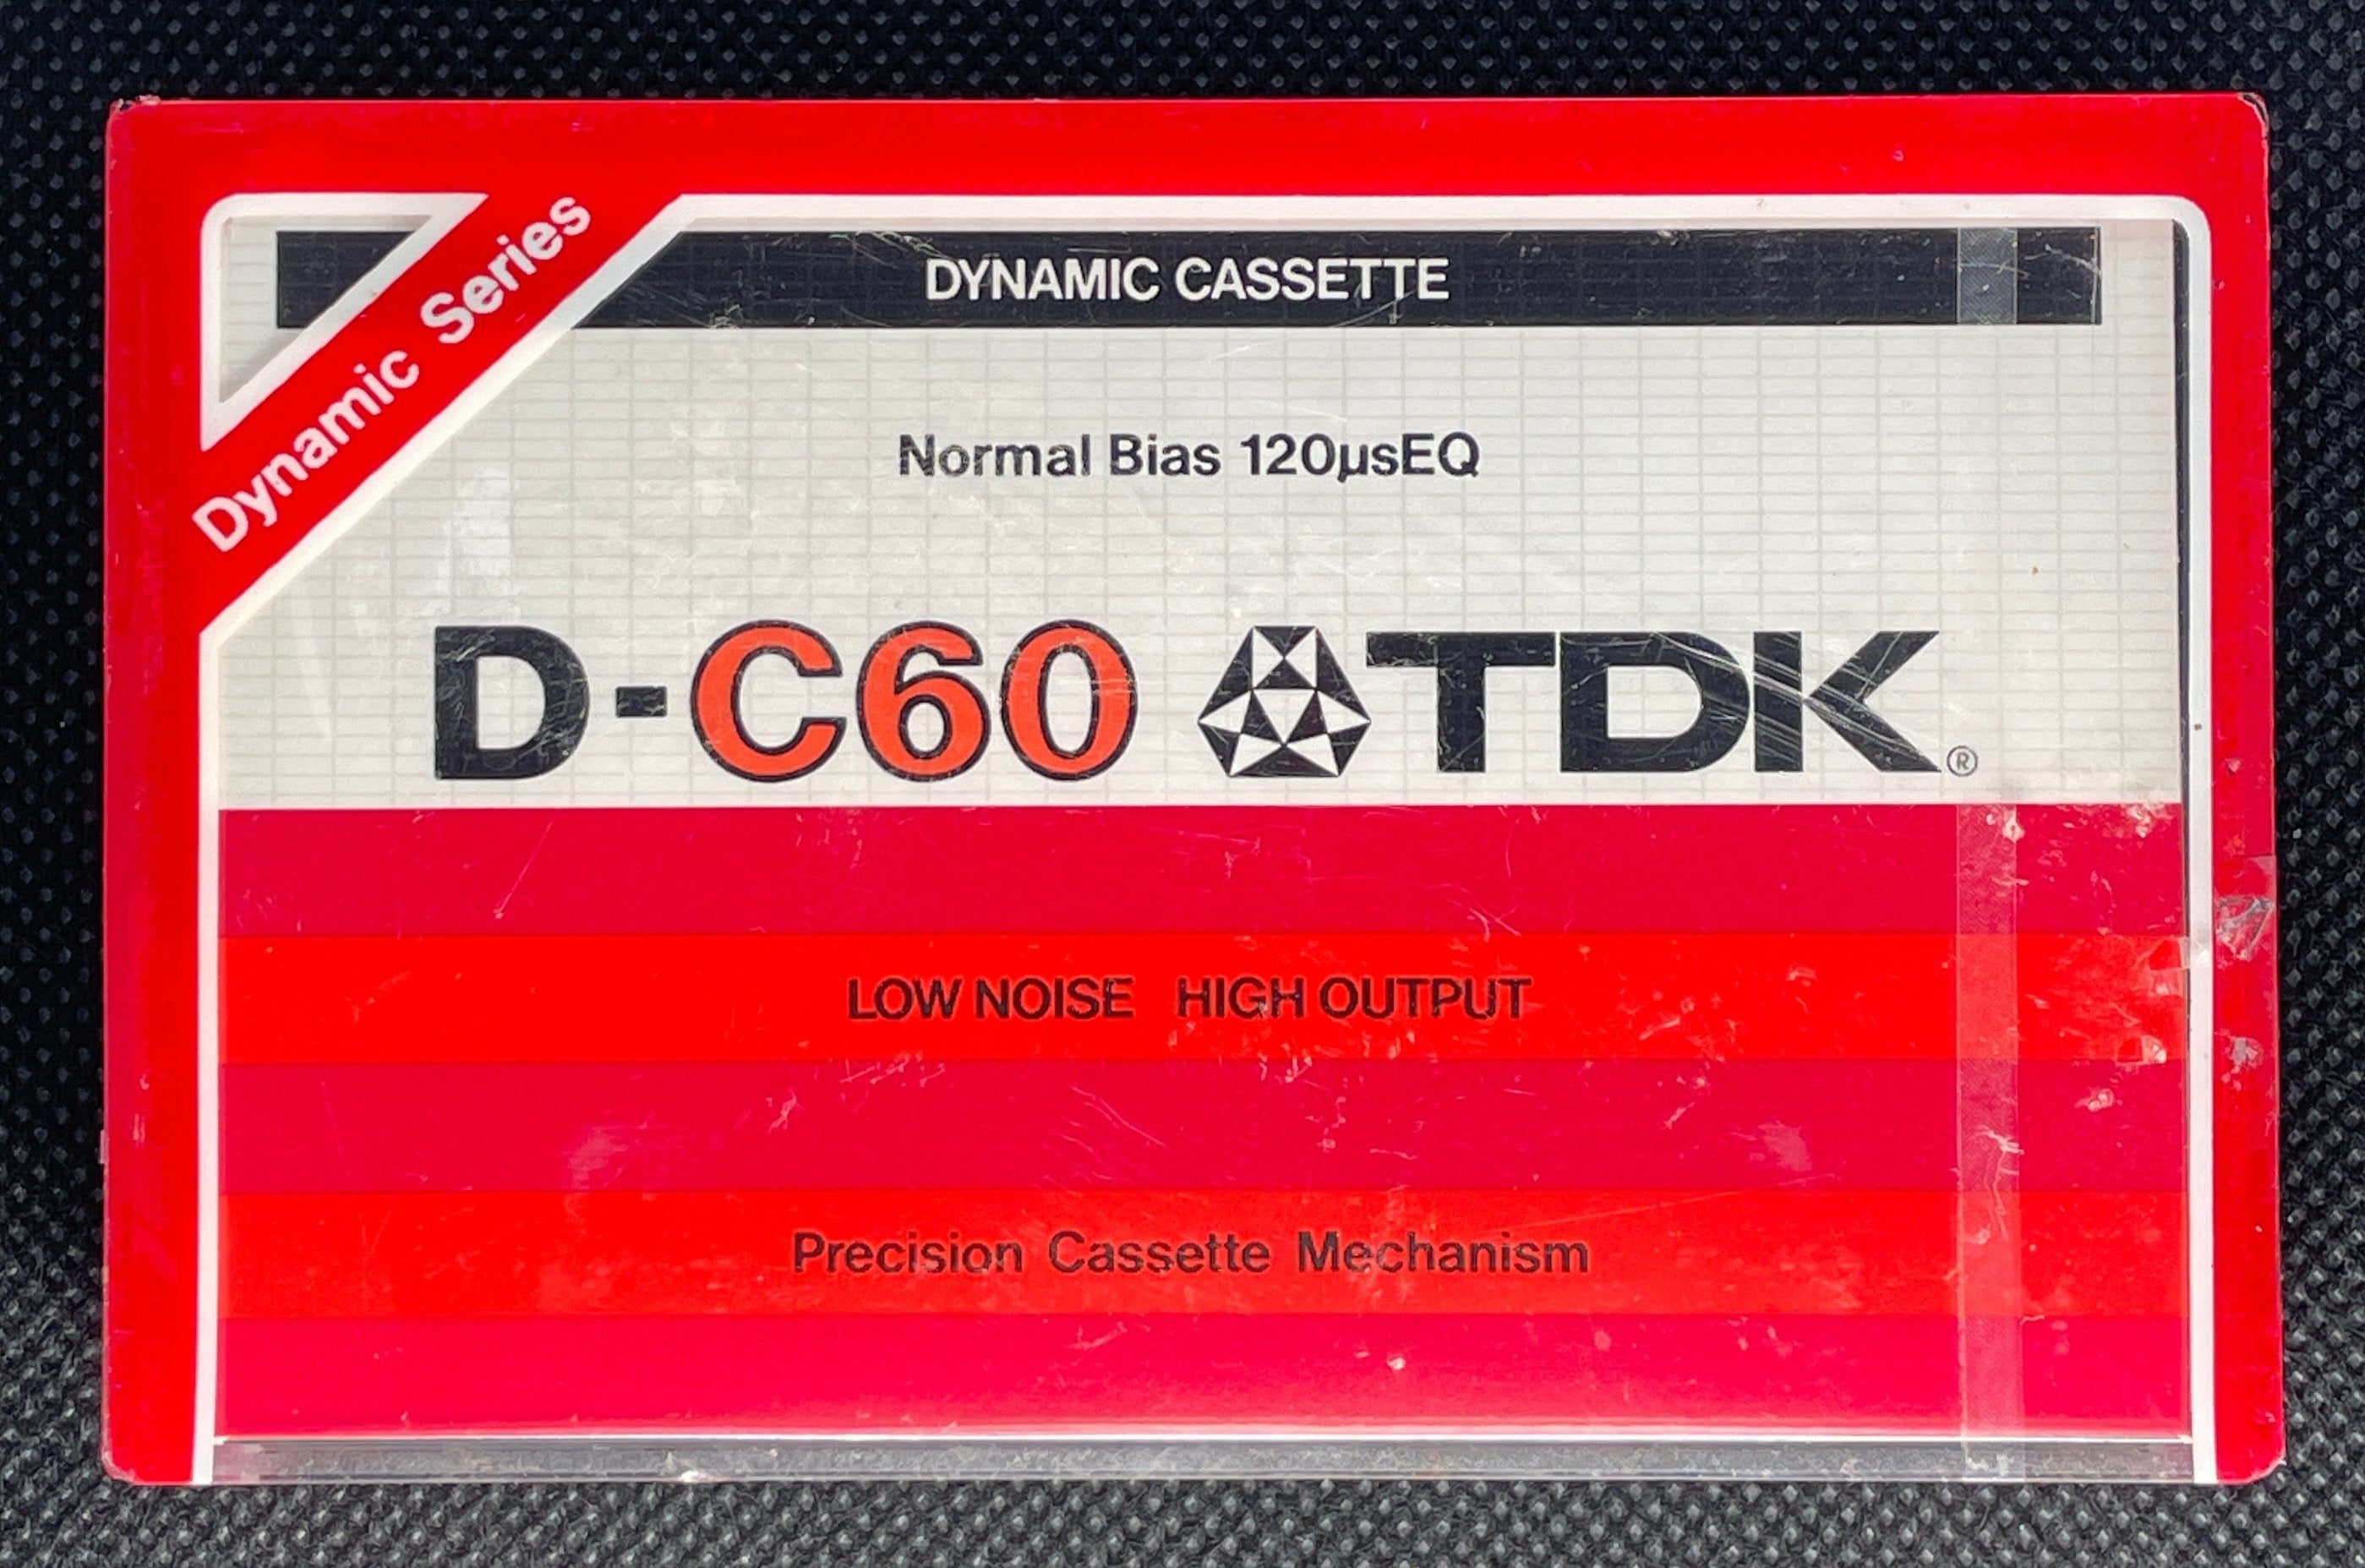 Dynamic Series
DYNAMIC CASSETTE
Normal Bias 120µsEQ
D-C60 TDK®
LOW NOISE HIGH OUTPUT
Precision Cassette Mechanism